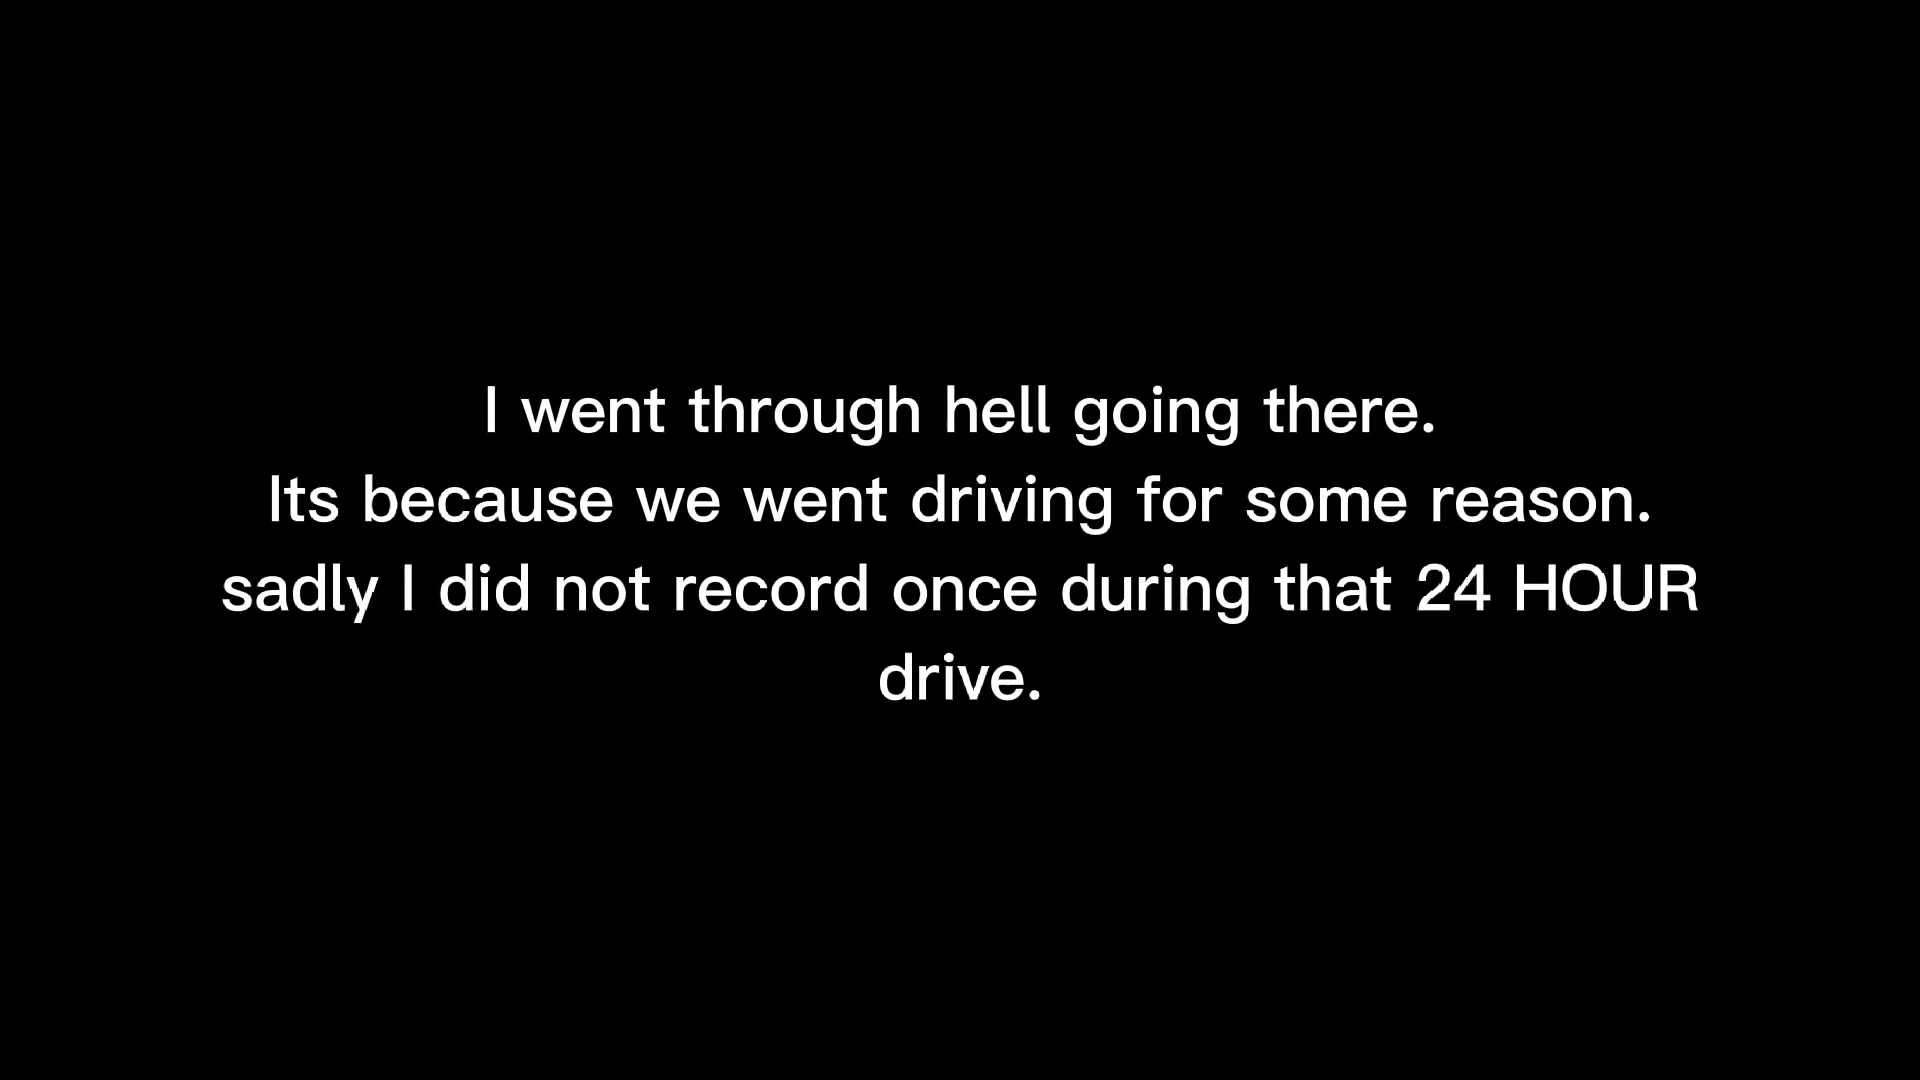 I went through hell going there.
Its because we went driving for some reason.
sadly I did not record once during that 24 HOUR
drive.